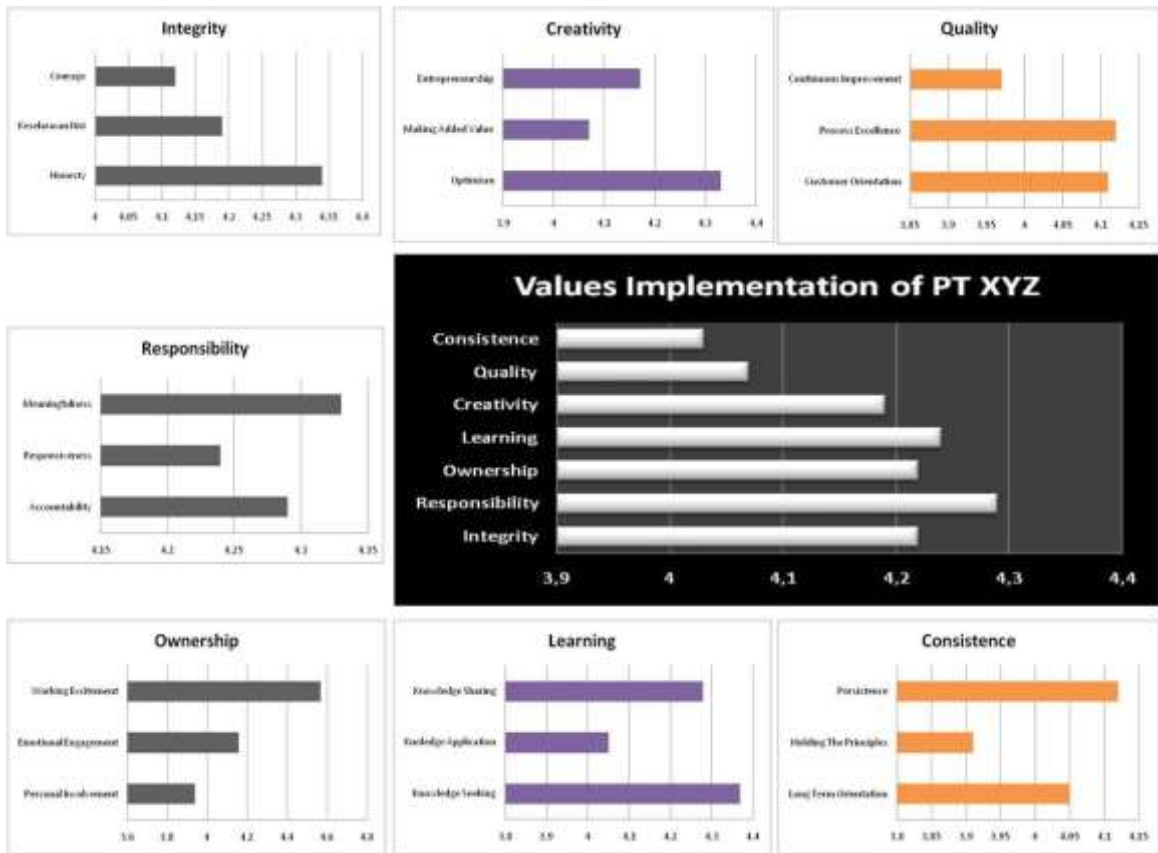 Integrity
Courage
Keselarasan Diri
Honesty
4 4,05 4,1 4,15 4,2 4,25 4,3 4,35 4,4
Creativity
Entrepreneurship
Making Added Value
Optimism
3,9 4 4,1 4,2 4,3 4,4
Quality
Continuous Improvement
Process Excellence
Customer Orientation
3,85 3,9 3,95 4 4,05 4,1 4,15
Responsibility
Meaningfulness
Responsiveness
Accountability
4,15 4,2 4,25 4,3 4,35
Values Implementation of PT XYZ
Consistence
Quality
Creativity
Learning
Ownership
Responsibility
Integrity
3,9 4 4,1 4,2 4,3 4,4
Ownership
Working Excitement
Emotional Engagement
Personal Involvement
3,6 3,8 4 4,2 4,4 4,6 4,8
Learning
Knowledge Sharing
Knoledge Application
Knowledge Seeking
3,8 3,9 4 4,1 4,2 4,3 4,4
Consistence
Persistence
Holding The Principles
Long Term Orientation
3,8 3,85 3,9 3,95 4 4,05 4,1 4,15